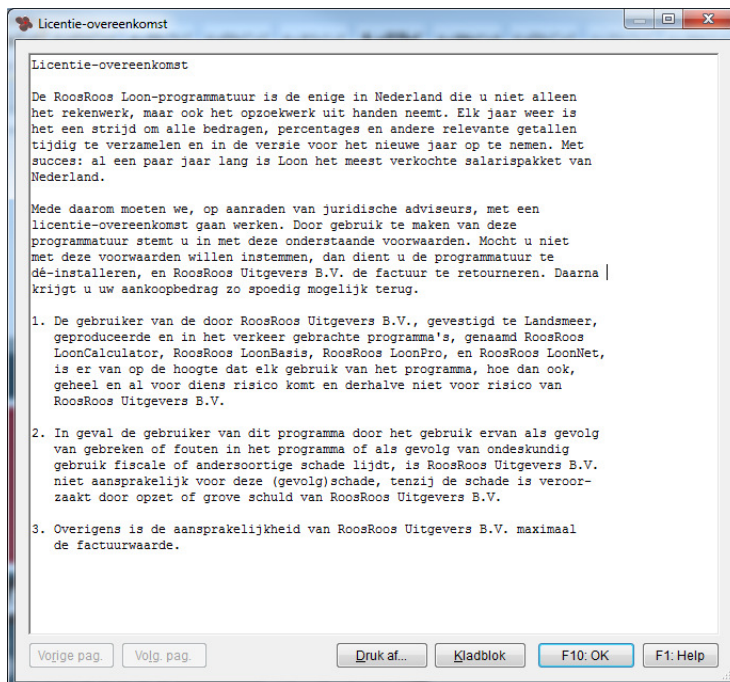 Licentie-overeenkomst
Licentie-overeenkomst
De RoosRoos Loon-programmatuur is de enige in Nederland die u niet alleen
het rekenwerk, maar ook het opzoekwerk uit handen neemt. Elk jaar weer is
het een strijd om alle bedragen, percentages en andere relevante getallen
tijdig te verzamelen en in de versie voor het nieuwe jaar op te nemen. Met
succes: al een paar jaar lang is Loon het meest verkochte salarispakket van
Nederland.
Mede daarom moeten we, op aanraden van juridische adviseurs, met een
licentie-overeenkomst gaan werken. Door gebruik te maken van deze
programmatuur stemt u in met deze onderstaande voorwaarden. Mocht u niet
met deze voorwaarden willen instemmen, dan dient u de programmatuur te
dé-installeren, en RoosRoos Uitgevers B.V. de factuur te retourneren. Daarna
krijgt u uw aankoopbedrag zo spoedig mogelijk terug.
1. De gebruiker van de door RoosRoos Uitgevers B.V., gevestigd te Landsmeer,
geproduceerde en in het verkeer gebrachte programma's, genaamd RoosRoos
LoonCalculator, RoosRoos LoonBasis, RoosRoos LoonPro, en RoosRoos LoonNet,
is er van op de hoogte dat elk gebruik van het programma, hoe dan ook,
geheel en al voor diens risico komt en derhalve niet voor risico van
RoosRoos Uitgevers B.V.
2. In geval de gebruiker van dit programma door het gebruik ervan als gevolg
van gebreken of fouten in het programma of als gevolg van ondeskundig
gebruik fiscale of andersoortige schade lijdt, is RoosRoos Uitgevers B.V.
niet aansprakelijk voor deze (gevolg)schade, tenzij de schade is veroor-
zaakt door opzet of grove schuld van RoosRoos Uitgevers B.V.
3. Overigens is de aansprakelijkheid van RoosRoos Uitgevers B.V. maximaal
de factuurwaarde.
Vorige pag. Volg. pag. Druk af... Kladblok F10: OK F1: Help